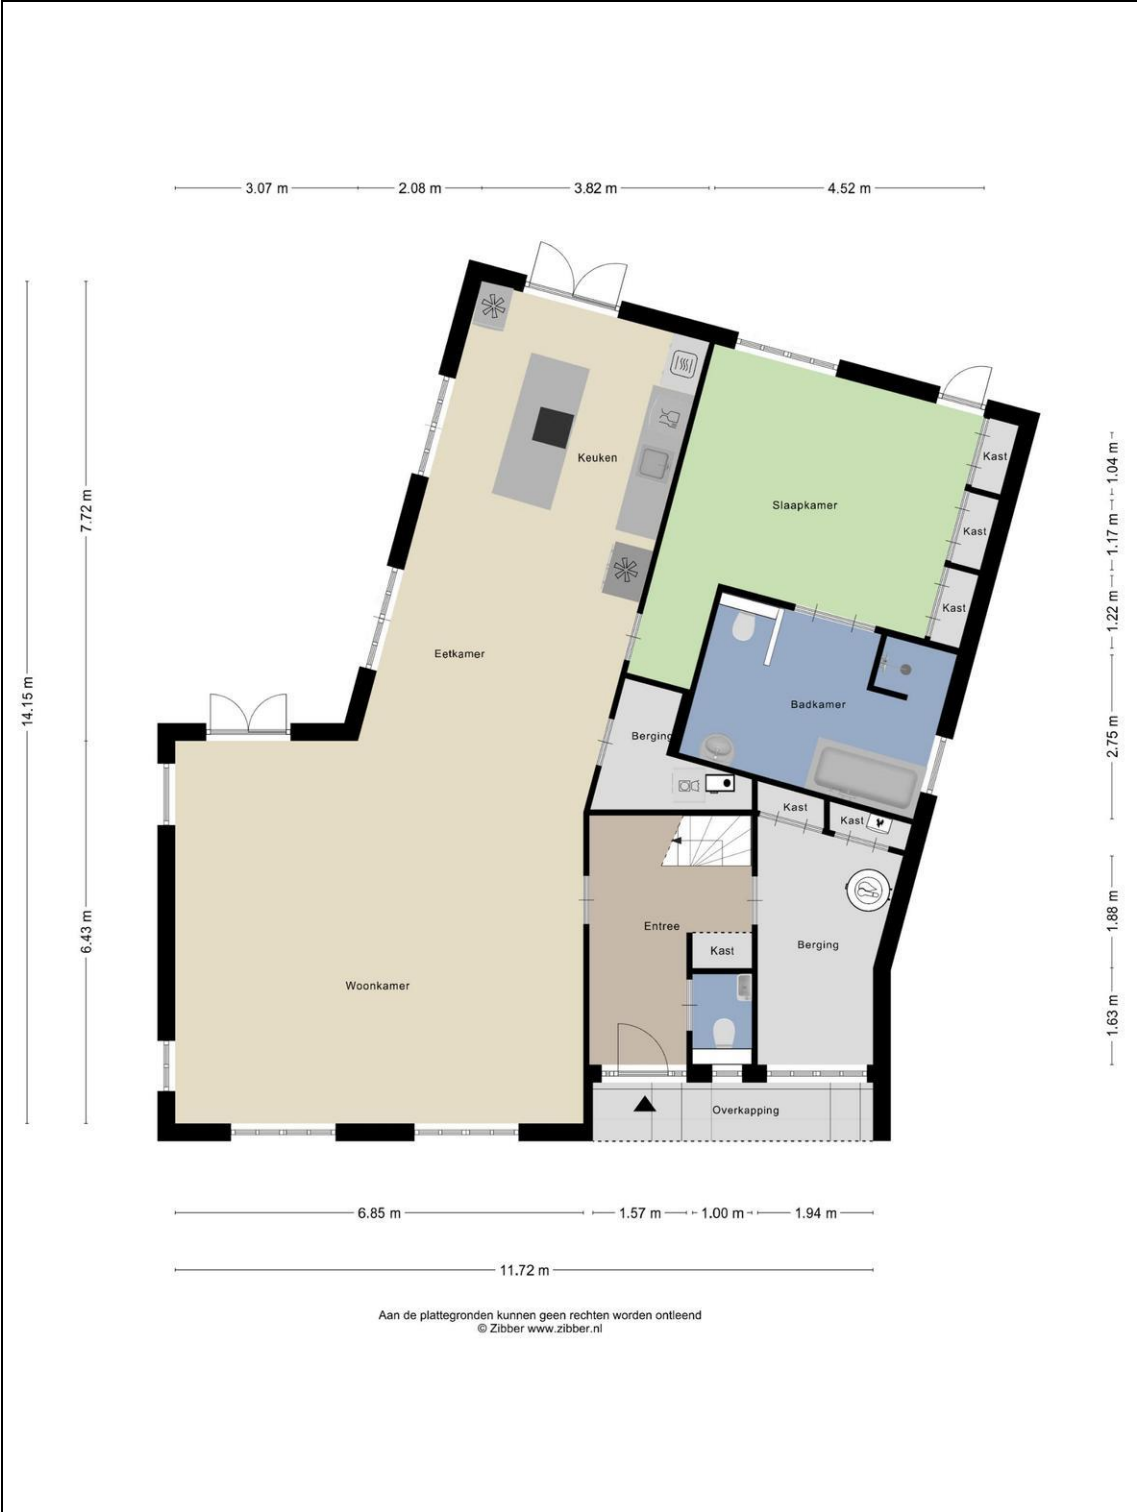 3.07 m 2.08 m 3.82 m 4.52 m
Keuken
Kast
1.04 m
Slaapkamer
7.72 m
Kast
1.17 m
Kast
1.22 m
Eetkamer
14.15 m
Badkamer
Berging
2.75 m
Kast
Kast
6.43 m
Entree
Kast
Berging
1.88 m
Woonkamer
1.63 m
Overkapping
6.85 m 1.57 m 1.00 m 1.94 m
11.72 m
Aan de plattegronden kunnen geen rechten worden ontleend
© Zibber www.zibber.nl